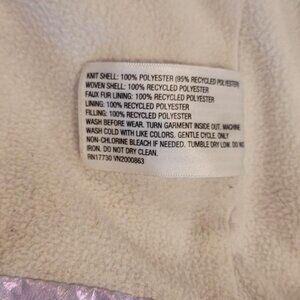 KNIT SHELL: 100% POLYESTER (95% RECYCLED POLYESTER)
WOVEN SHELL: 100% RECYCLED POLYESTER
FAUX FUR LINING: 100% RECYCLED POLYESTER
LINING: 100% RECYCLED POLYESTER
FILLING: 100% RECYCLED POLYESTER
WASH BEFORE WEAR. TURN GARMENT INSIDE OUT. MACHINE
WASH COLD WITH LIKE COLORS. GENTLE CYCLE. ONLY
NON-CHLORINE BLEACH IF NEEDED. TUMBLE DRY LOW. DO NOT
IRON. DO NOT DRY CLEAN.
RN17730 VN2000863